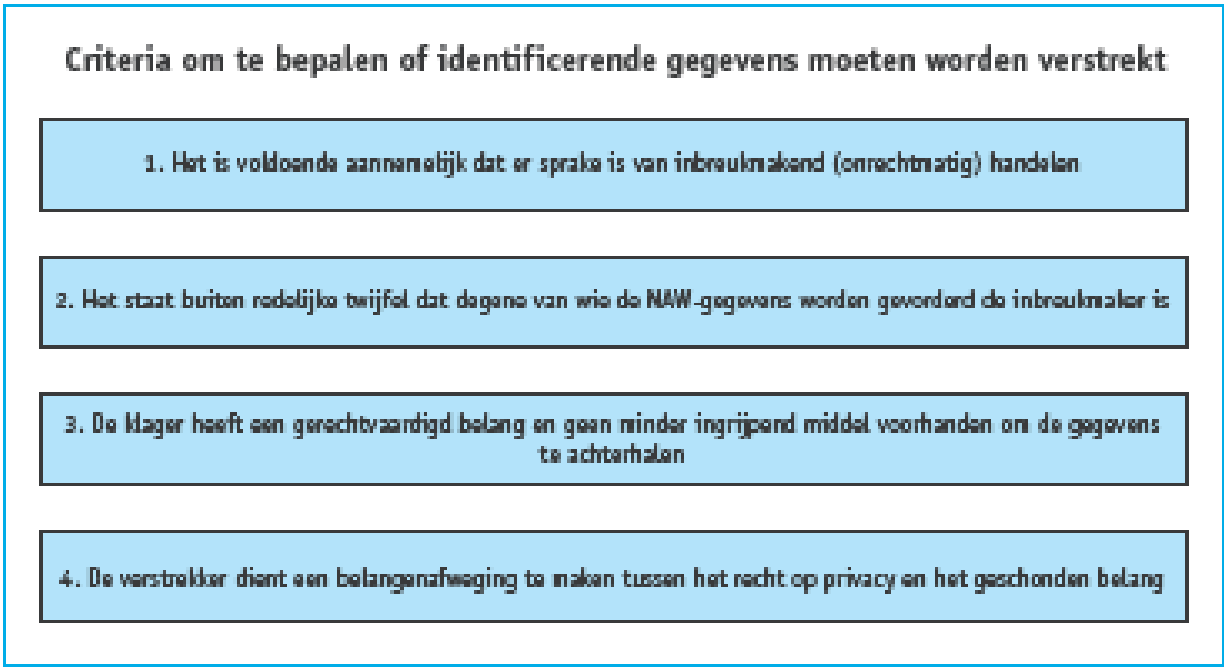 Criteria om te bepalen of identificerende gegevens moeten worden verstrekt
1. Het is voldoende aannemelijk dat er sprake is van inbreukmakend (onrechtmatig) handelen
2. Het staat buiten redelijke twijfel dat degene van wie de NAW-gegevens worden gevorderd de inbreukmaker is
3. De klager heeft een gerechtvaardigd belang en geen minder ingrijpend middel voorhanden om de gegevens
te achterhalen
4. De verstrekker dient een belangenafweging te maken tussen het recht op privacy en het geschonden belang